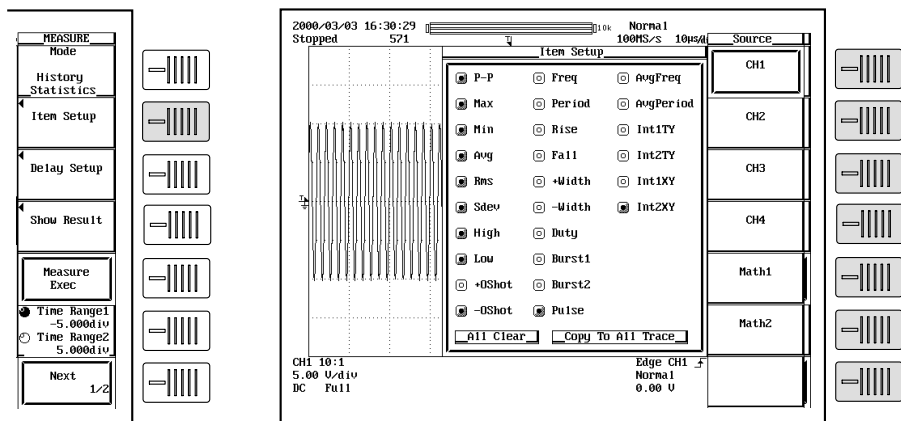 MEASURE
Mode
History
Statistics
Item Setup
Delay Setup
Show Result
Measure
Exec
Time Range1
-5.000div
Time Range2
5.000div
Next
1/2
2000/03/03 16:30:29 10k Normal
Stopped 571 100MS/s 10µs/d
Item Setup
P-P Freq AvgFreq
Max Period AvgPeriod
Min Rise Int1TY
Avg Fall Int2TY
Rms +Width Int1XY
Sdev -Width Int2XY
High Duty
Low Burst1
+OShot Burst2
-OShot Pulse
All Clear Copy To All Trace
CH1 10:1 Edge CH1
5.00 V/div Normal
DC Full 0.00 V
Source
CH1
CH2
CH3
CH4
Math1
Math2